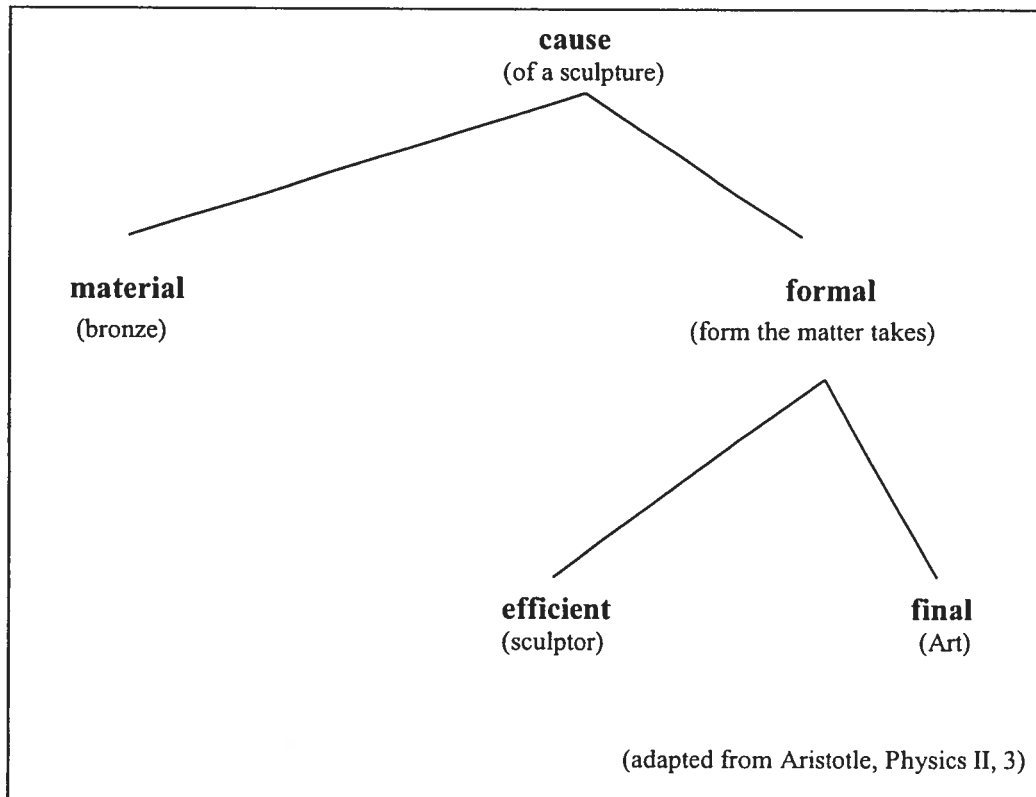 cause
(of a sculpture)
material
(bronze)
formal
(form the matter takes)
efficient
(sculptor)
final
(Art)
(adapted from Aristotle, Physics II, 3)